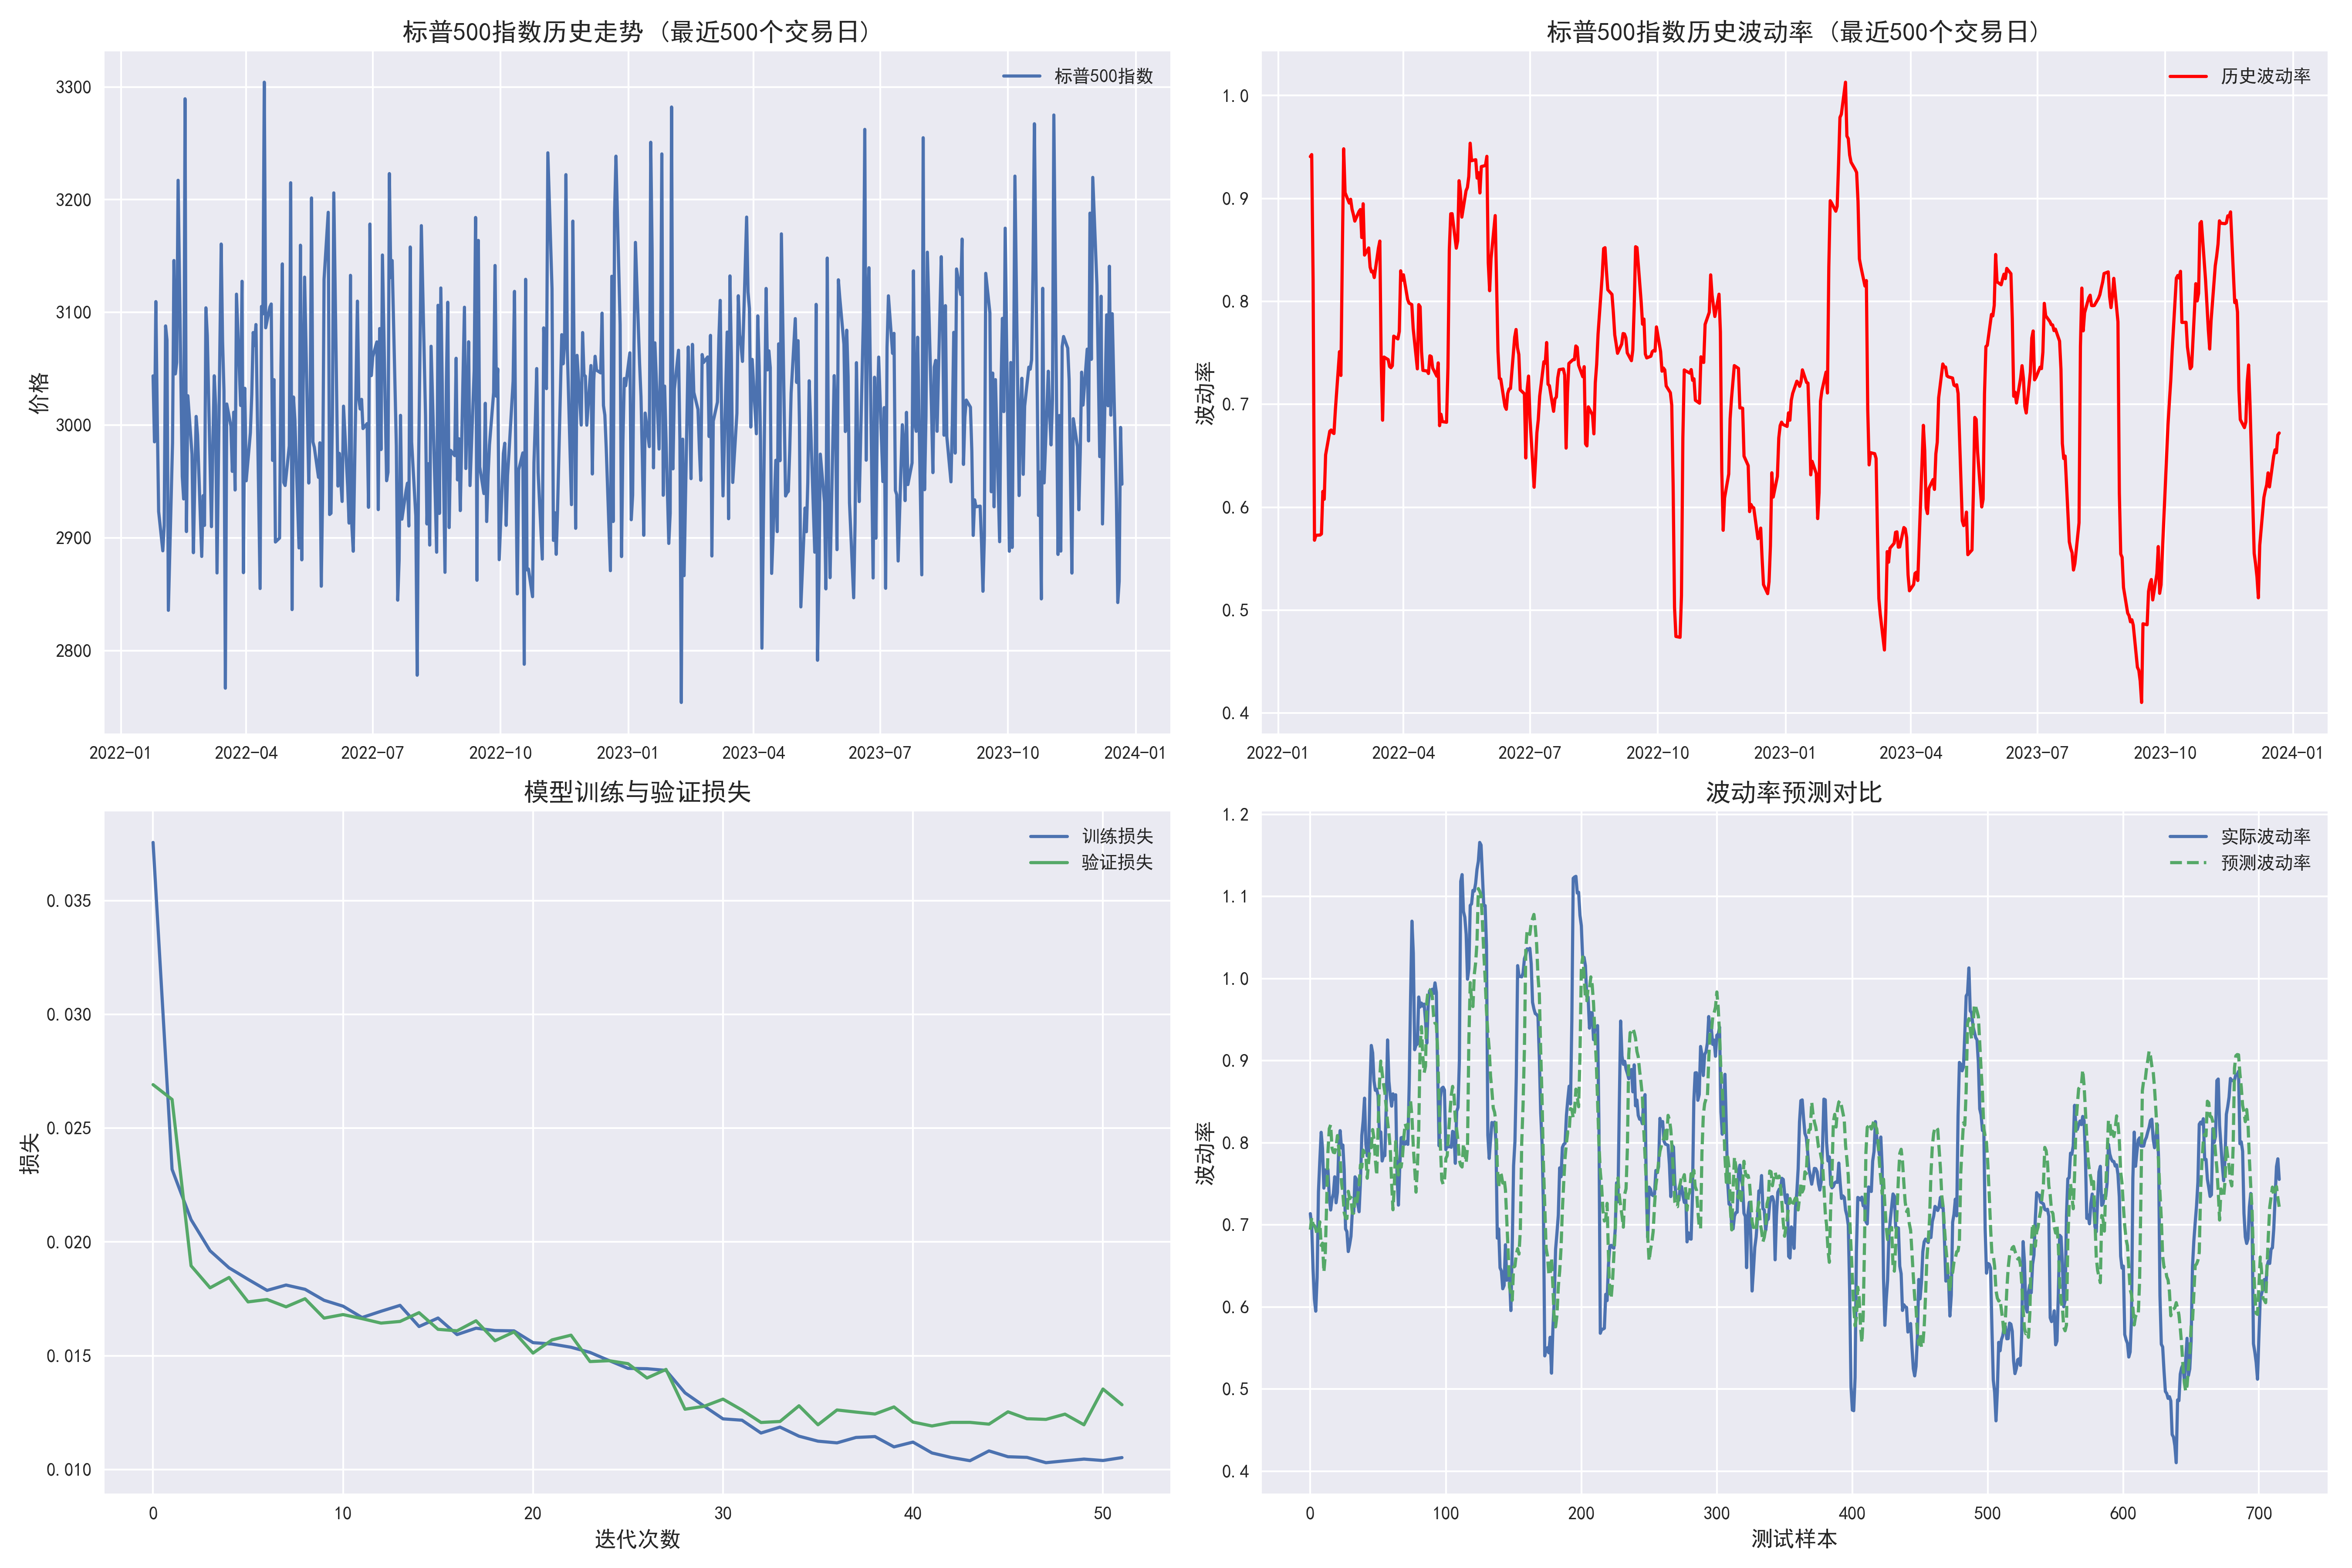 标普500指数历史走势 (最近500个交易日)
标普500指数
价格
3300
3200
3100
3000
2900
2800
2022-01 2022-04 2022-07 2022-10 2023-01 2023-04 2023-07 2023-10 2024-01
标普500指数历史波动率 (最近500个交易日)
历史波动率
波动率
1.0
0.9
0.8
0.7
0.6
0.5
0.4
2022-01 2022-04 2022-07 2022-10 2023-01 2023-04 2023-07 2023-10 2024-01
模型训练与验证损失
训练损失
验证损失
损失
0.035
0.030
0.025
0.020
0.015
0.010
0 10 20 30 40 50
迭代次数
波动率预测对比
实际波动率
预测波动率
波动率
1.2
1.1
1.0
0.9
0.8
0.7
0.6
0.5
0.4
0 100 200 300 400 500 600 700
测试样本